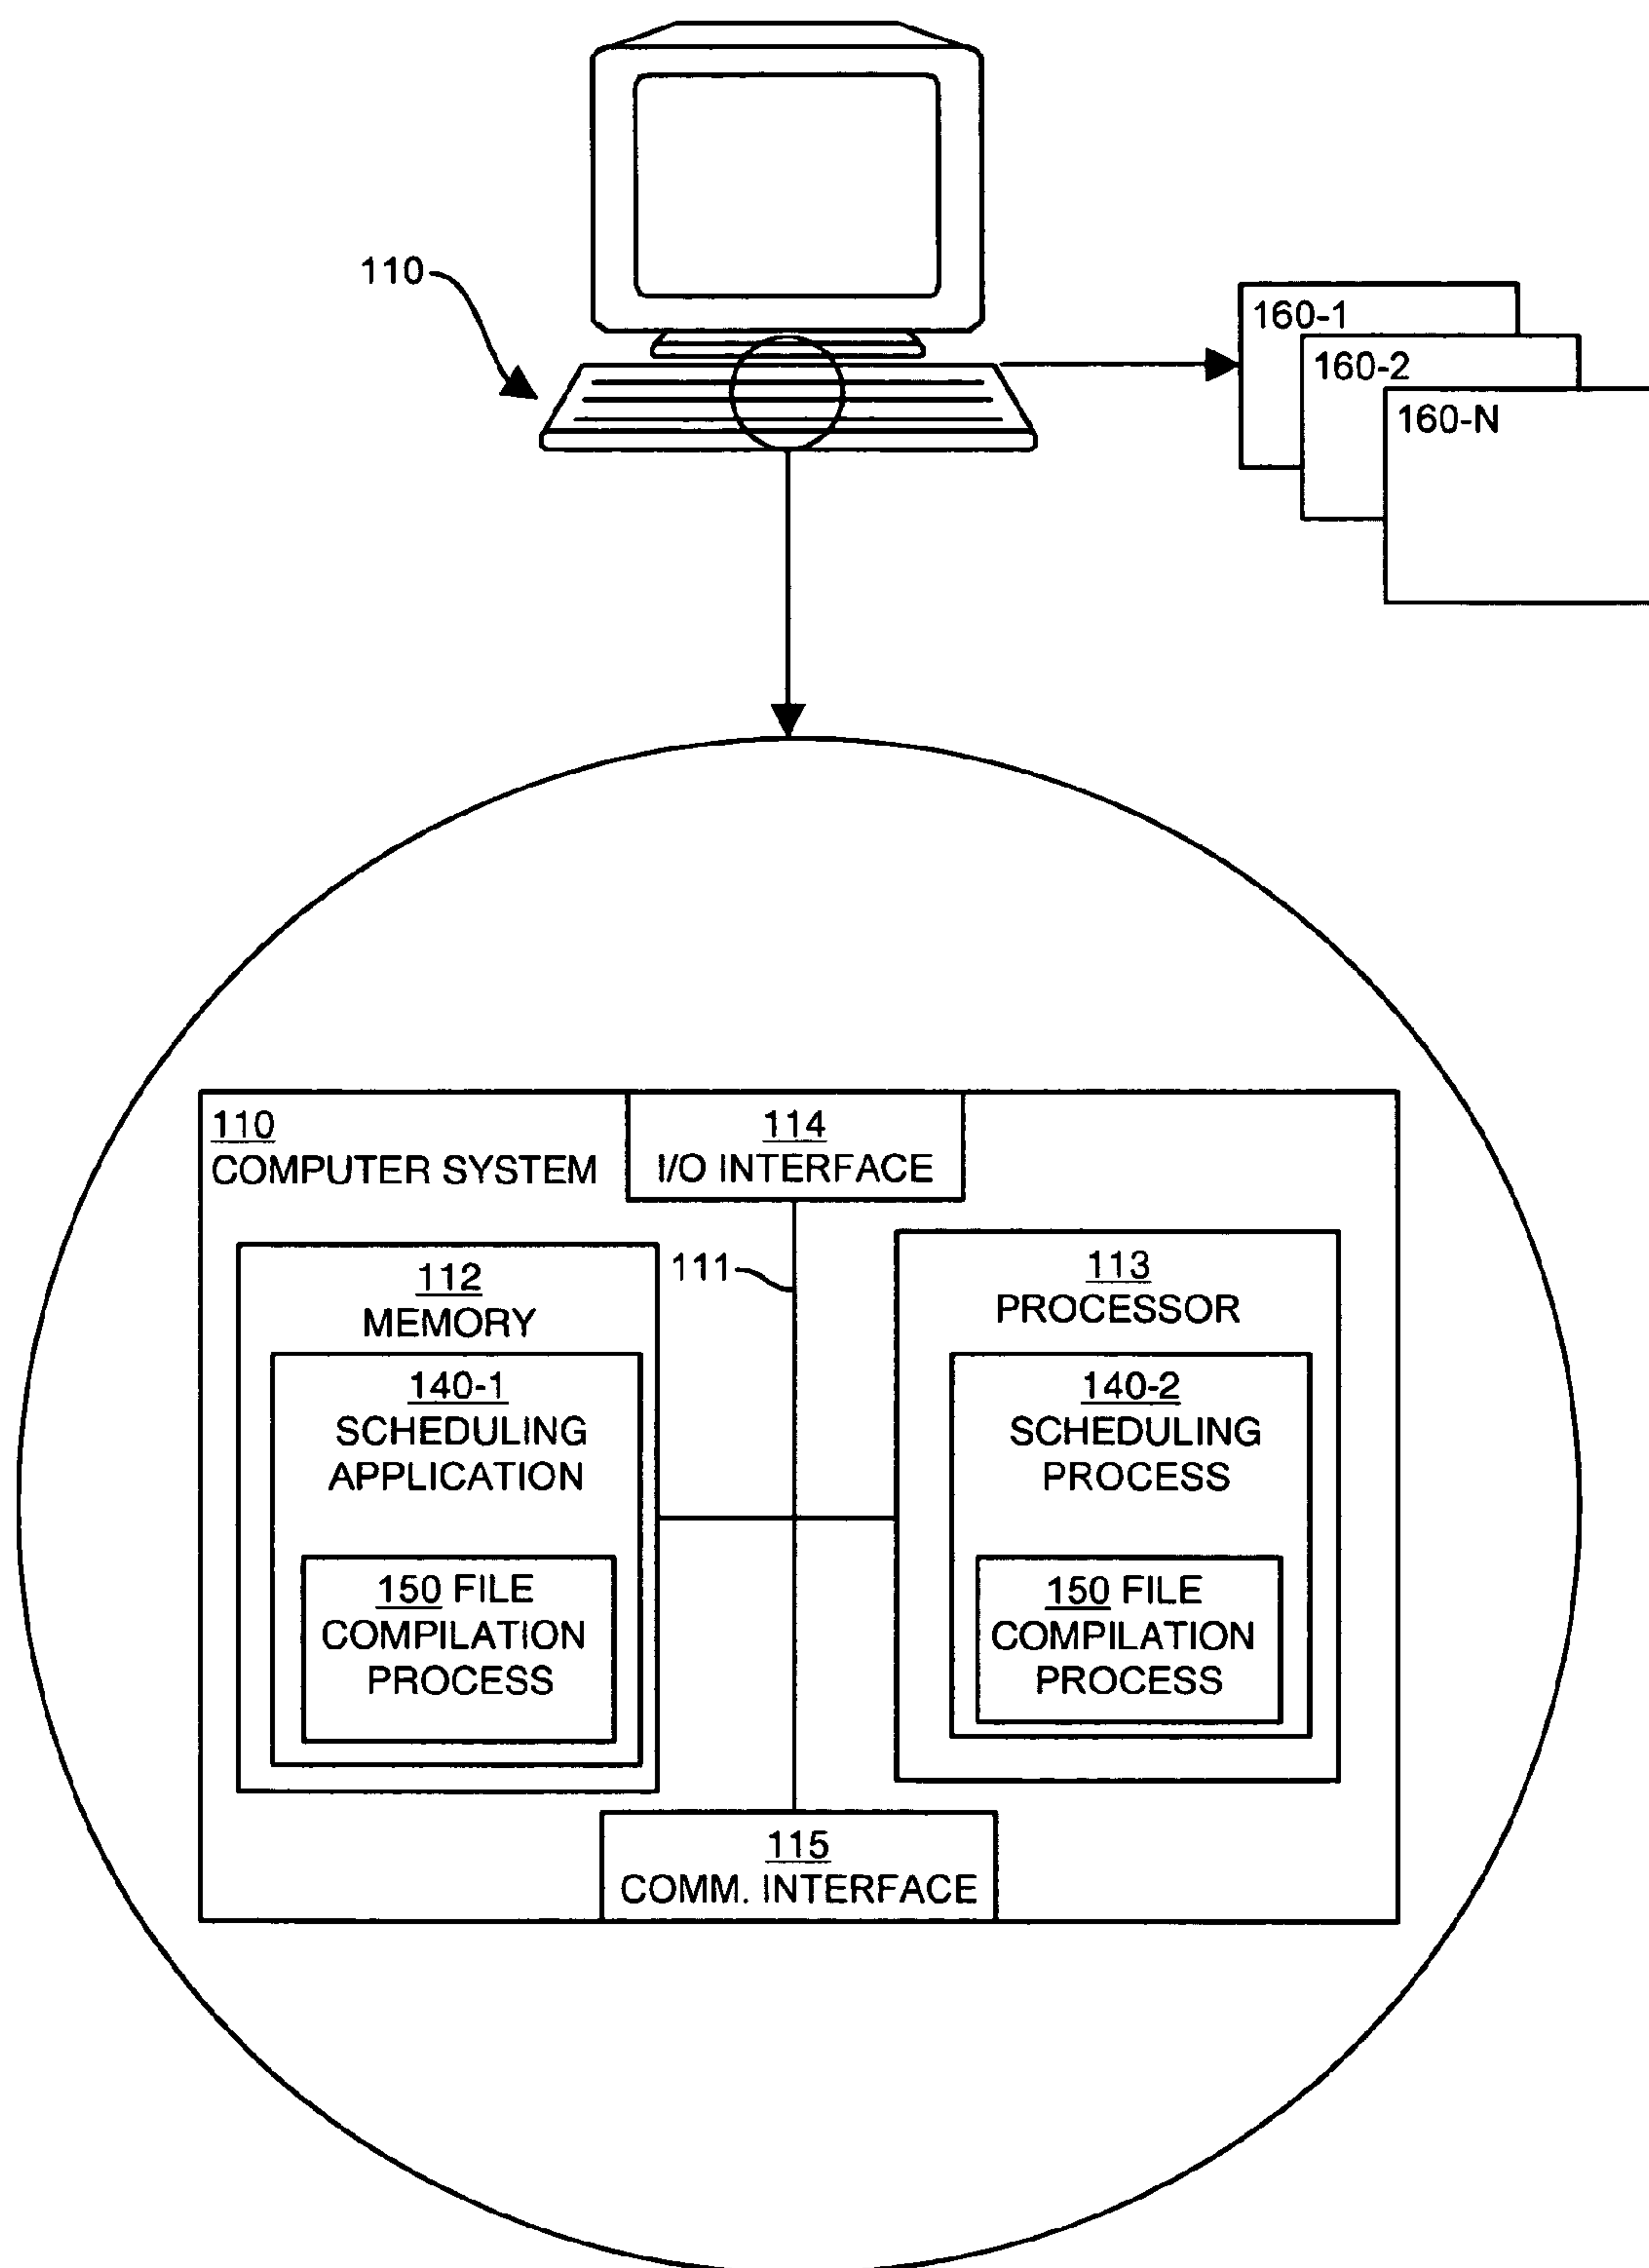 110
160-1
160-2
160-N
110
COMPUTER SYSTEM
114
I/O INTERFACE
112
MEMORY
111
113
PROCESSOR
140-1
SCHEDULING
APPLICATION
140-2
SCHEDULING
PROCESS
150 FILE
COMPILATION
PROCESS
150 FILE
COMPILATION
PROCESS
115
COMM. INTERFACE